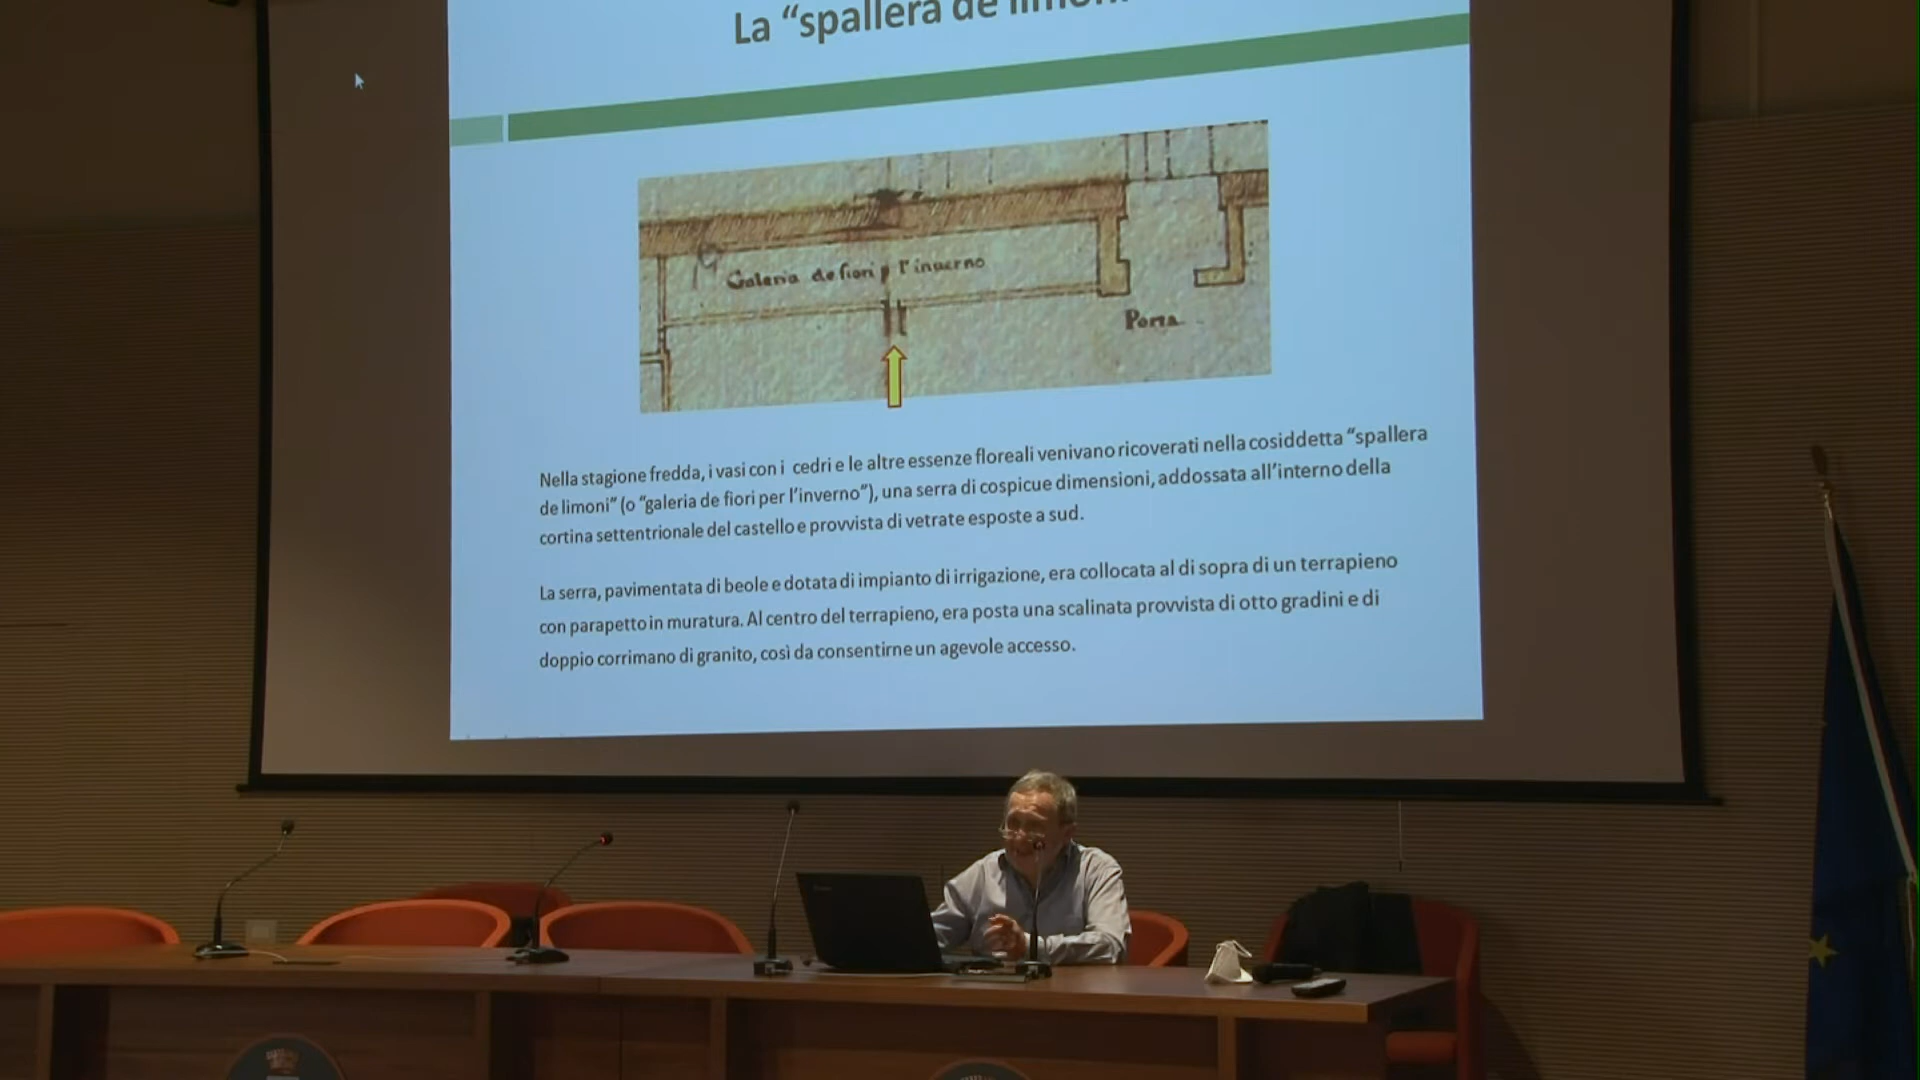 La “spallera de limoni
Galeria de fiori p l'inuerno
Porta
Nella stagione fredda, i vasi con i cedri e le altre essenze floreali venivano ricoverati nella cosiddetta “spallera
de limoni” (o “galeria de fiori per l’inverno”), una serra di cospicue dimensioni, addossata all’interno della
cortina settentrionale del castello e provvista di vetrate esposte a sud.
La serra, pavimentata di beole e dotata di impianto di irrigazione, era collocata al di sopra di un terrapieno
con parapetto in muratura. Al centro del terrapieno, era posta una scalinata provvista di otto gradini e di
doppio corrimano di granito, così da consentirne un agevole accesso.